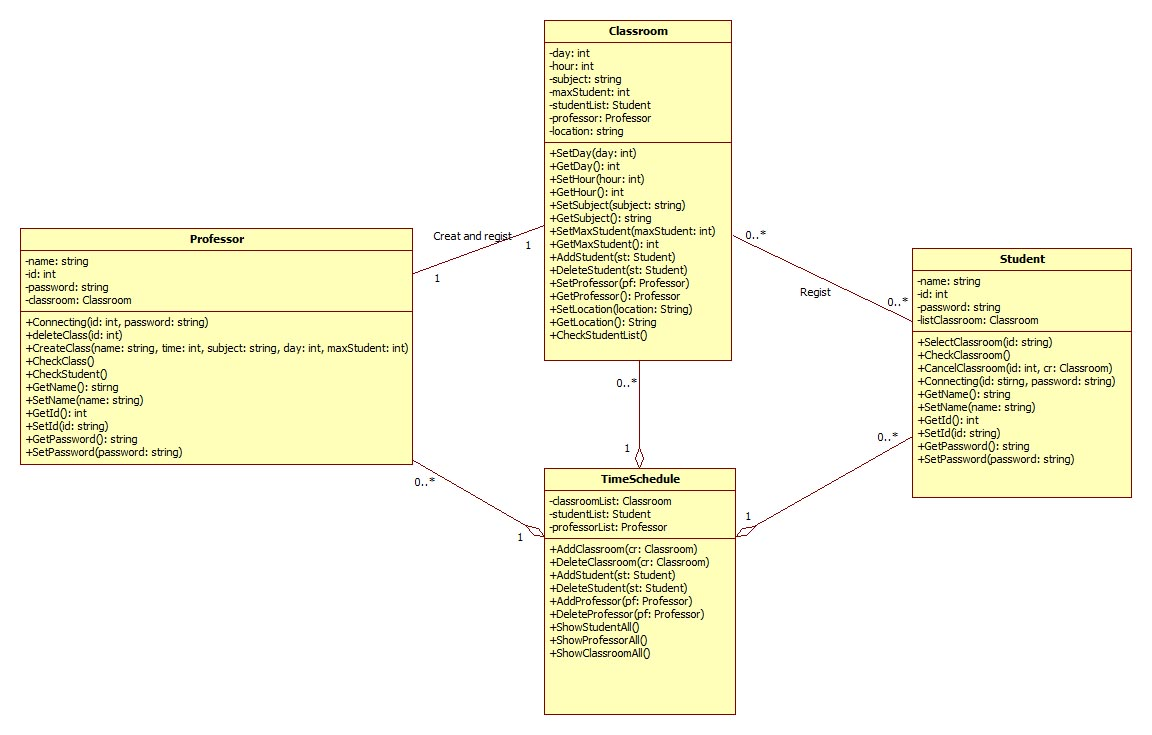 Classroom
-day: int
-hour: int
-subject: string
-maxStudent: int
-studentList: Student
-professor: Professor
-location: string
+SetDay(day: int)
+GetDay(): int
+SetHour(hour: int)
+GetHour(): int
+SetSubject(subject: string)
+GetSubject(): string
+SetMaxStudent(maxStudent: int)
+GetMaxStudent(): int
+AddStudent(st: Student)
+DeleteStudent(st: Student)
+SetProfessor(pf: Professor)
+GetProfessor(): Professor
+SetLocation(location: String)
+GetLocation(): String
+CheckStudentList()
Professor
-name: string
-id: int
-password: string
-classroom: Classroom
+Connecting(id: int, password: string)
+deleteClass(id: int)
+CreateClass(name: string, time: int, subject: string, day: int, maxStudent: int)
+CheckClass()
+CheckStudent()
+GetName(): stirng
+SetName(name: string)
+GetId(): int
+SetId(id: string)
+GetPassword(): string
+SetPassword(password: string)
Creat and regist
1
1
0..*
Regist
0..*
Student
-name: string
-id: int
-password: string
-listClassroom: Classroom
+SelectClassroom(id: string)
+CheckClassroom()
+CancelClassroom(id: int, cr: Classroom)
+Connecting(id: stirng, password: string)
+GetName(): string
+SetName(name: string)
+GetId(): int
+SetId(id: string)
+GetPassword(): string
+SetPassword(password: string)
0..*
1
0..*
1
0..*
1
TimeSchedule
-classroomList: Classroom
-studentList: Student
-professorList: Professor
+AddClassroom(cr: Classroom)
+DeleteClassroom(cr: Classroom)
+AddStudent(st: Student)
+DeleteStudent(st: Student)
+AddProfessor(pf: Professor)
+DeleteProfessor(pf: Professor)
+ShowStudentAll()
+ShowProfessorAll()
+ShowClassroomAll()